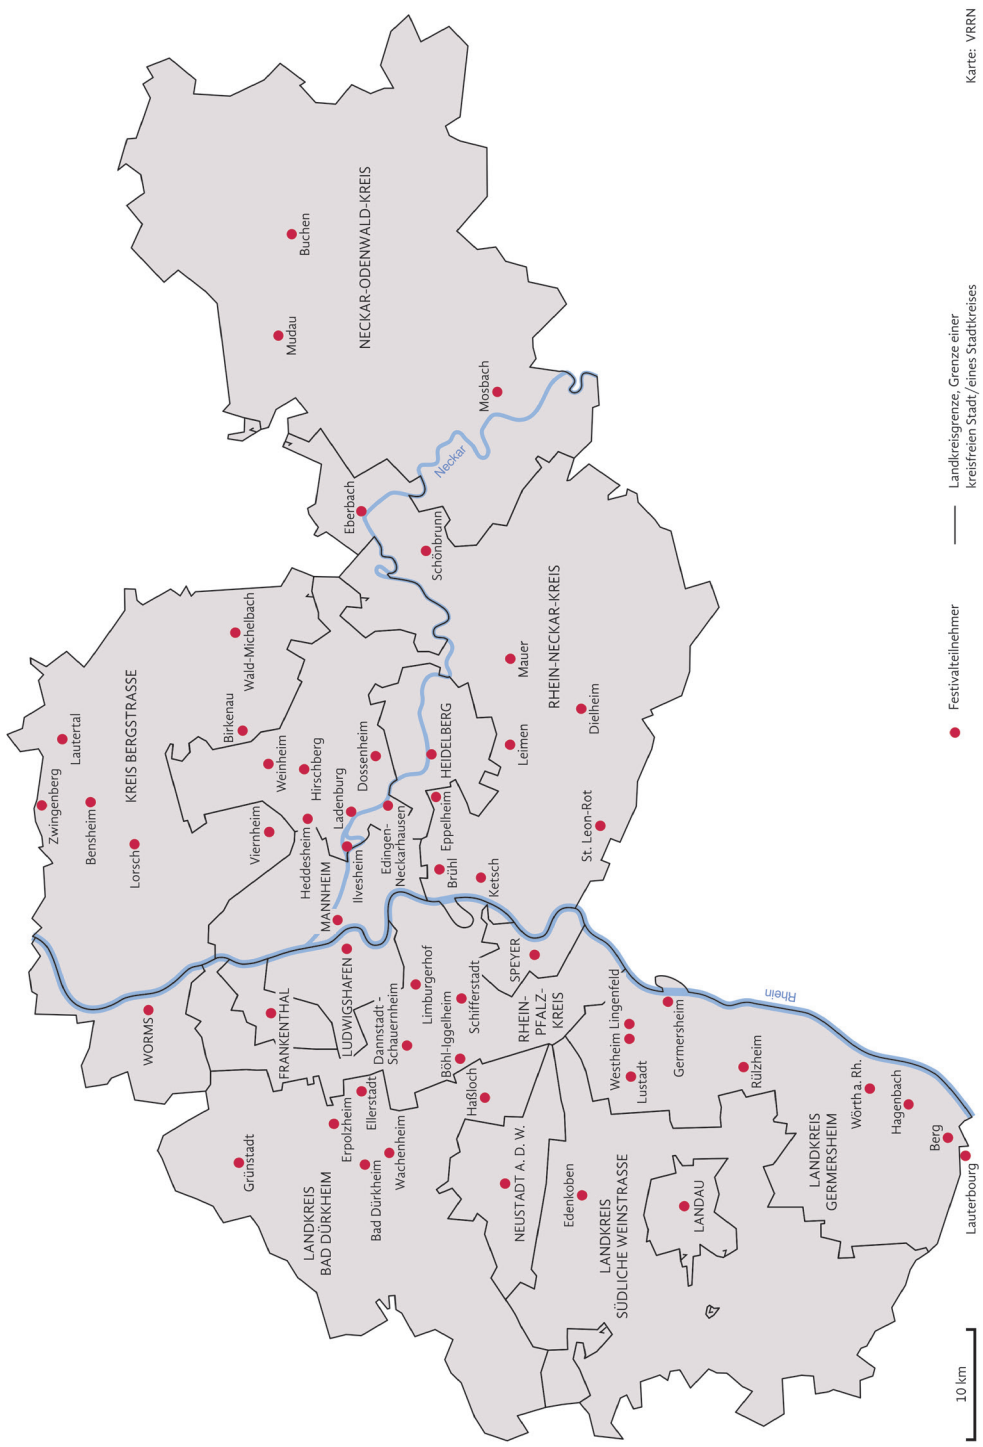 Zwingenberg
Lautertal
Bensheim
Lorsch
KREIS BERGSTRASSE
WORMS
Birkenau
Wald-Michelbach
Viernheim
Weinheim
Hirschberg
Heddesheim
Ladenburg
Dossenheim
MANNHEIM
Ilvesheim
Edingen-
Neckarhausen
HEIDELBERG
Eppelheim
Brühl
Ketsch
Leimen
Mauer
Dielheim
St. Leon-Rot
RHEIN-NECKAR-KREIS
Schönbrunn
Eberbach
Neckar
Mosbach
Mudau
Buchen
NECKAR-ODENWALD-KREIS
FRANKENTHAL
LUDWIGSHAFEN
Dannstadt -
Schauernheim
Limburgerhof
Böhl-Iggelheim
Schifferstadt
SPEYER
RHEIN-
PFALZ-
KREIS
Grünstadt
LANDKREIS
BAD DÜRKHEIM
Erpolzheim
Ellerstadt
Bad Dürkheim
Wachenheim
Haßloch
NEUSTADT A. D. W.
Edenkoben
LANDKREIS
SÜDLICHE WEINSTRASSE
LANDAU
Westheim
Lingenfeld
Lustadt
Germersheim
Rülzheim
Rhein
Wörth a. Rh.
Hagenbach
LANDKREIS
GERMERSHEIM
Berg
Lauterbourg
10 km
Festivalteilnehmer
Landkreisgrenze, Grenze einer
kreisfreien Stadt/eines Stadtkreises
Karte: VRRN